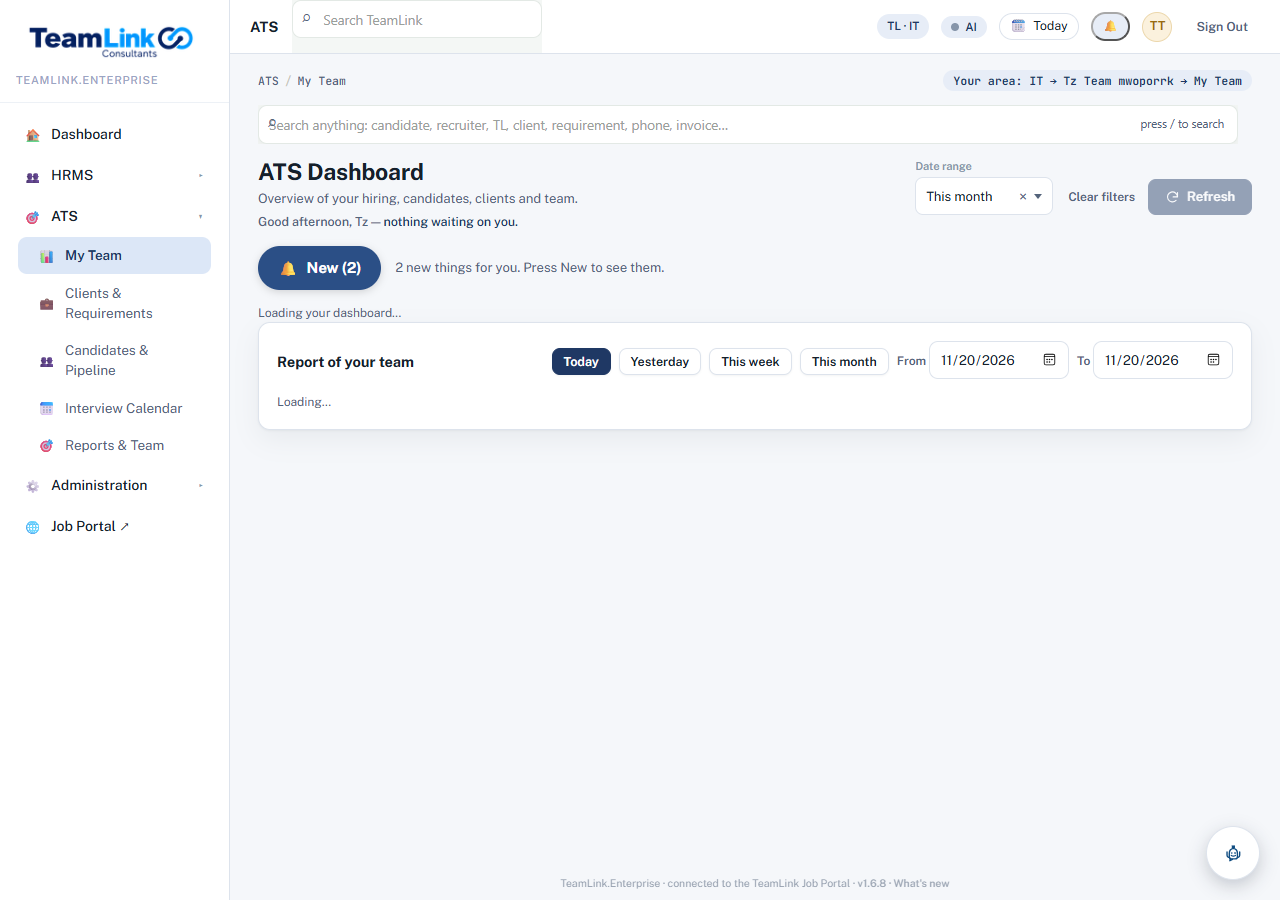 TeamLink
Consultants
TEAMLINK.ENTERPRISE
Dashboard
HRMS
ATS
My Team
Clients &
Requirements
Candidates &
Pipeline
Interview Calendar
Reports & Team
Administration
Job Portal ↗
ATS
Search TeamLink
TL · IT
AI
Today
TT
Sign Out
ATS / My Team
Your area: IT → Tz Team mwoporrk → My Team
Search anything: candidate, recruiter, TL, client, requirement, phone, invoice...
press / to search
ATS Dashboard
Overview of your hiring, candidates, clients and team.
Good afternoon, Tz — nothing waiting on you.
Date range
This month
Clear filters
Refresh
New (2)
2 new things for you. Press New to see them.
Loading your dashboard...
Report of your team
Today
Yesterday
This week
This month
From
11/20/2026
To
11/20/2026
Loading...
TeamLink.Enterprise · connected to the TeamLink Job Portal · v1.6.8 · What's new